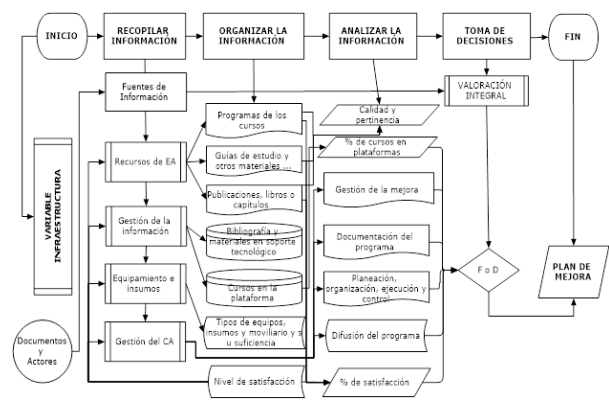 INICIO
RECOPILAR
INFORMACIÓN
ORGANIZAR LA
INFORMACIÓN
ANALIZAR LA
INFORMACIÓN
TOMA DE
DECISIONES
FIN
Fuentes de
Información
VALORACIÓN
INTEGRAL
Programas de los
cursos
Calidad y
pertinencia
% de cursos en
plataformas
Recursos de EA
Guías de estudio y
otros materiales ...
Publicaciones, libros o
capítulos
Gestión de la mejora
VARIABLE
INFRAESTRUCTURA
Gestión de la
información
Bibliografía y
materiales en soporte
tecnológico
Documentación del
programa
F o D
PLAN DE
MEJORA
Equipamiento e
insumos
Cursos en la
plataforma
Planeación,
organización, ejecución y
control
Documentos
y
Actores
Gestión del CA
Tipos de equipos,
insumos y moviliario y s
u suficiencia
Difusión del programa
Nivel de satisfacción
% de satisfacción